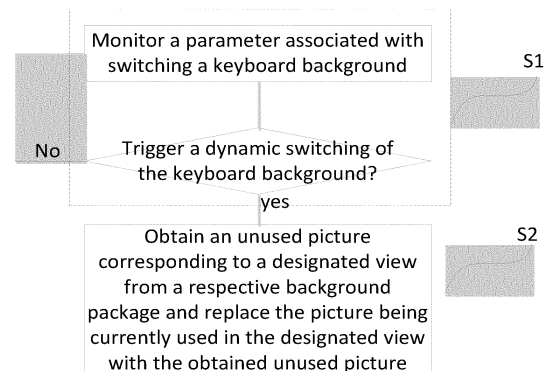 Monitor a parameter associated with
switching a keyboard background
S1
No
Trigger a dynamic switching of
the keyboard background?
yes
S2
Obtain an unused picture
corresponding to a designated view
from a respective background
package and replace the picture being
currently used in the designated view
with the obtained unused picture